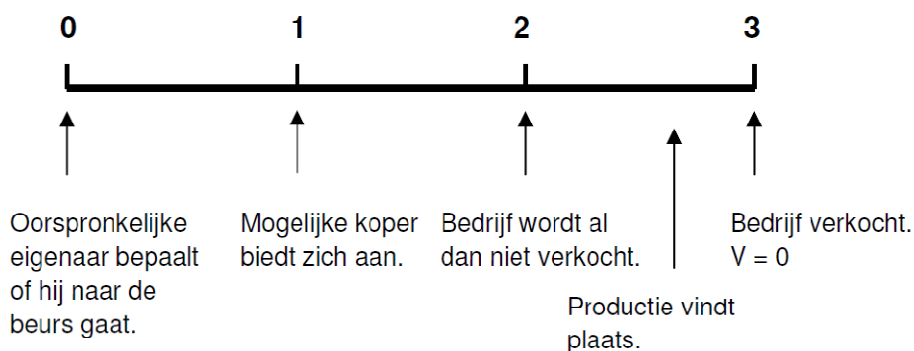 0 1 2 3
Oorspronkelijke
eigenaar bepaalt
of hij naar de
beurs gaat.
Mogelijke koper
biedt zich aan.
Bedrijf wordt al
dan niet verkocht.
Productie vindt
plaats.
Bedrijf verkocht.
V = 0